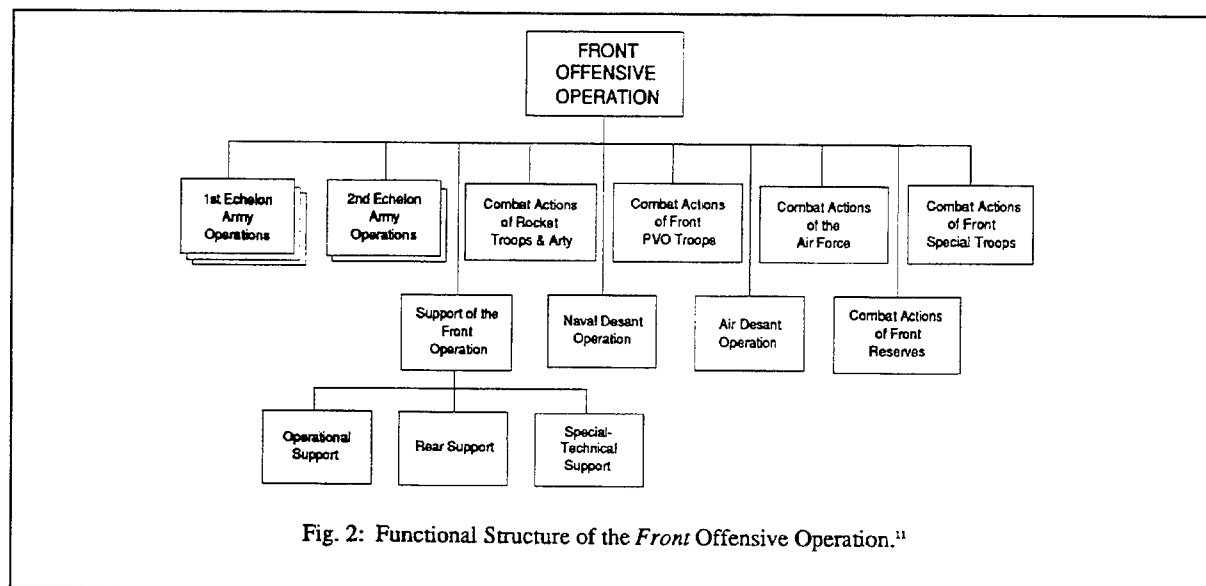 FRONT
OFFENSIVE
OPERATION
1st Echelon
Army
Operations
2nd Echelon
Army
Operations
Combat Actions
of Rocket
Troops & Arty
Combat Actions
of Front
PVO Troops
Combat Actions
of the
Air Force
Combat Actions
of Front
Special Troops
Support of the
Front
Operation
Naval Desant
Operation
Air Desant
Operation
Combat Actions
of Front
Reserves
Operational
Support
Rear Support
Special-
Technical
Support
Fig. 2: Functional Structure of the Front Offensive Operation.¹¹